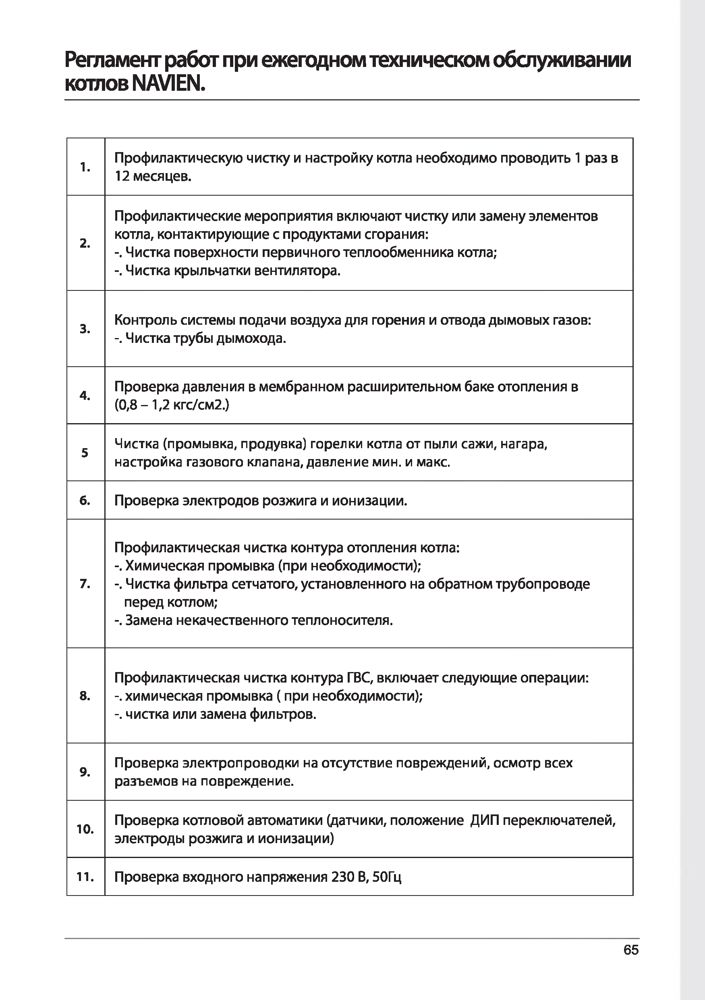 Регламент работ при ежегодном техническом обслуживании
котлов NAVIEN.
1.
Профилактическую чистку и настройку котла необходимо проводить 1 раз в
12 месяцев.
2.
Профилактические мероприятия включают чистку или замену элементов
котла, контактирующие с продуктами сгорания:
-. Чистка поверхности первичного теплообменника котла;
-. Чистка крыльчатки вентилятора.
3.
Контроль системы подачи воздуха для горения и отвода дымовых газов:
-. Чистка трубы дымохода.
4.
Проверка давления в мембранном расширительном баке отопления в
(0,8 – 1,2 кгс/см2.)
5
Чистка (промывка, продувка) горелки котла от пыли сажи, нагара,
настройка газового клапана, давление мин. и макс.
6.
Проверка электродов розжига и ионизации.
7.
Профилактическая чистка контура отопления котла:
-. Химическая промывка (при необходимости);
-. Чистка фильтра сетчатого, установленного на обратном трубопроводе
перед котлом;
-. Замена некачественного теплоносителя.
8.
Профилактическая чистка контура ГВС, включает следующие операции:
-. химическая промывка ( при необходимости);
-. чистка или замена фильтров.
9.
Проверка электропроводки на отсутствие повреждений, осмотр всех
разъемов на повреждение.
10.
Проверка котловой автоматики (датчики, положение  ДИП переключателей,
электроды розжига и ионизации)
11.
Проверка входного напряжения 230 В, 50Гц
65